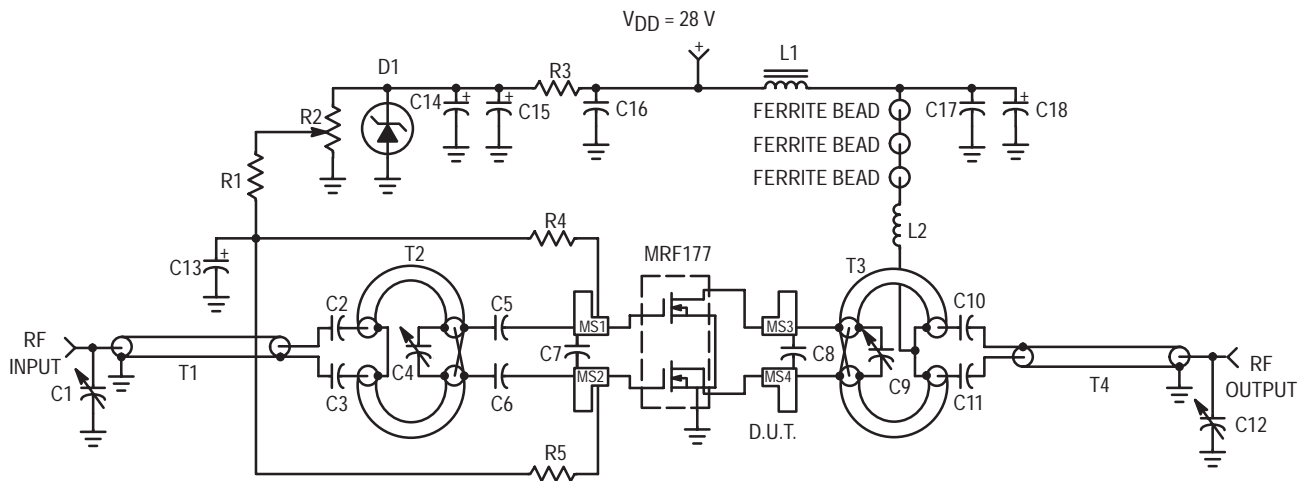 V DD = 28 V
L1
D1
R3
C14
+
C15
+
C16
+
FERRITE BEAD
C17
C18
+
R2
FERRITE BEAD
FERRITE BEAD
R1
L2
R4
C13
+
T2
MRF177
T3
C2
C5
MS1
MS3
C10
RF
INPUT
T1
C4
C7
C8
C9
RF
OUTPUT
C1
C3
C6
MS2
MS4
C11
T4
D.U.T.
C12
R5